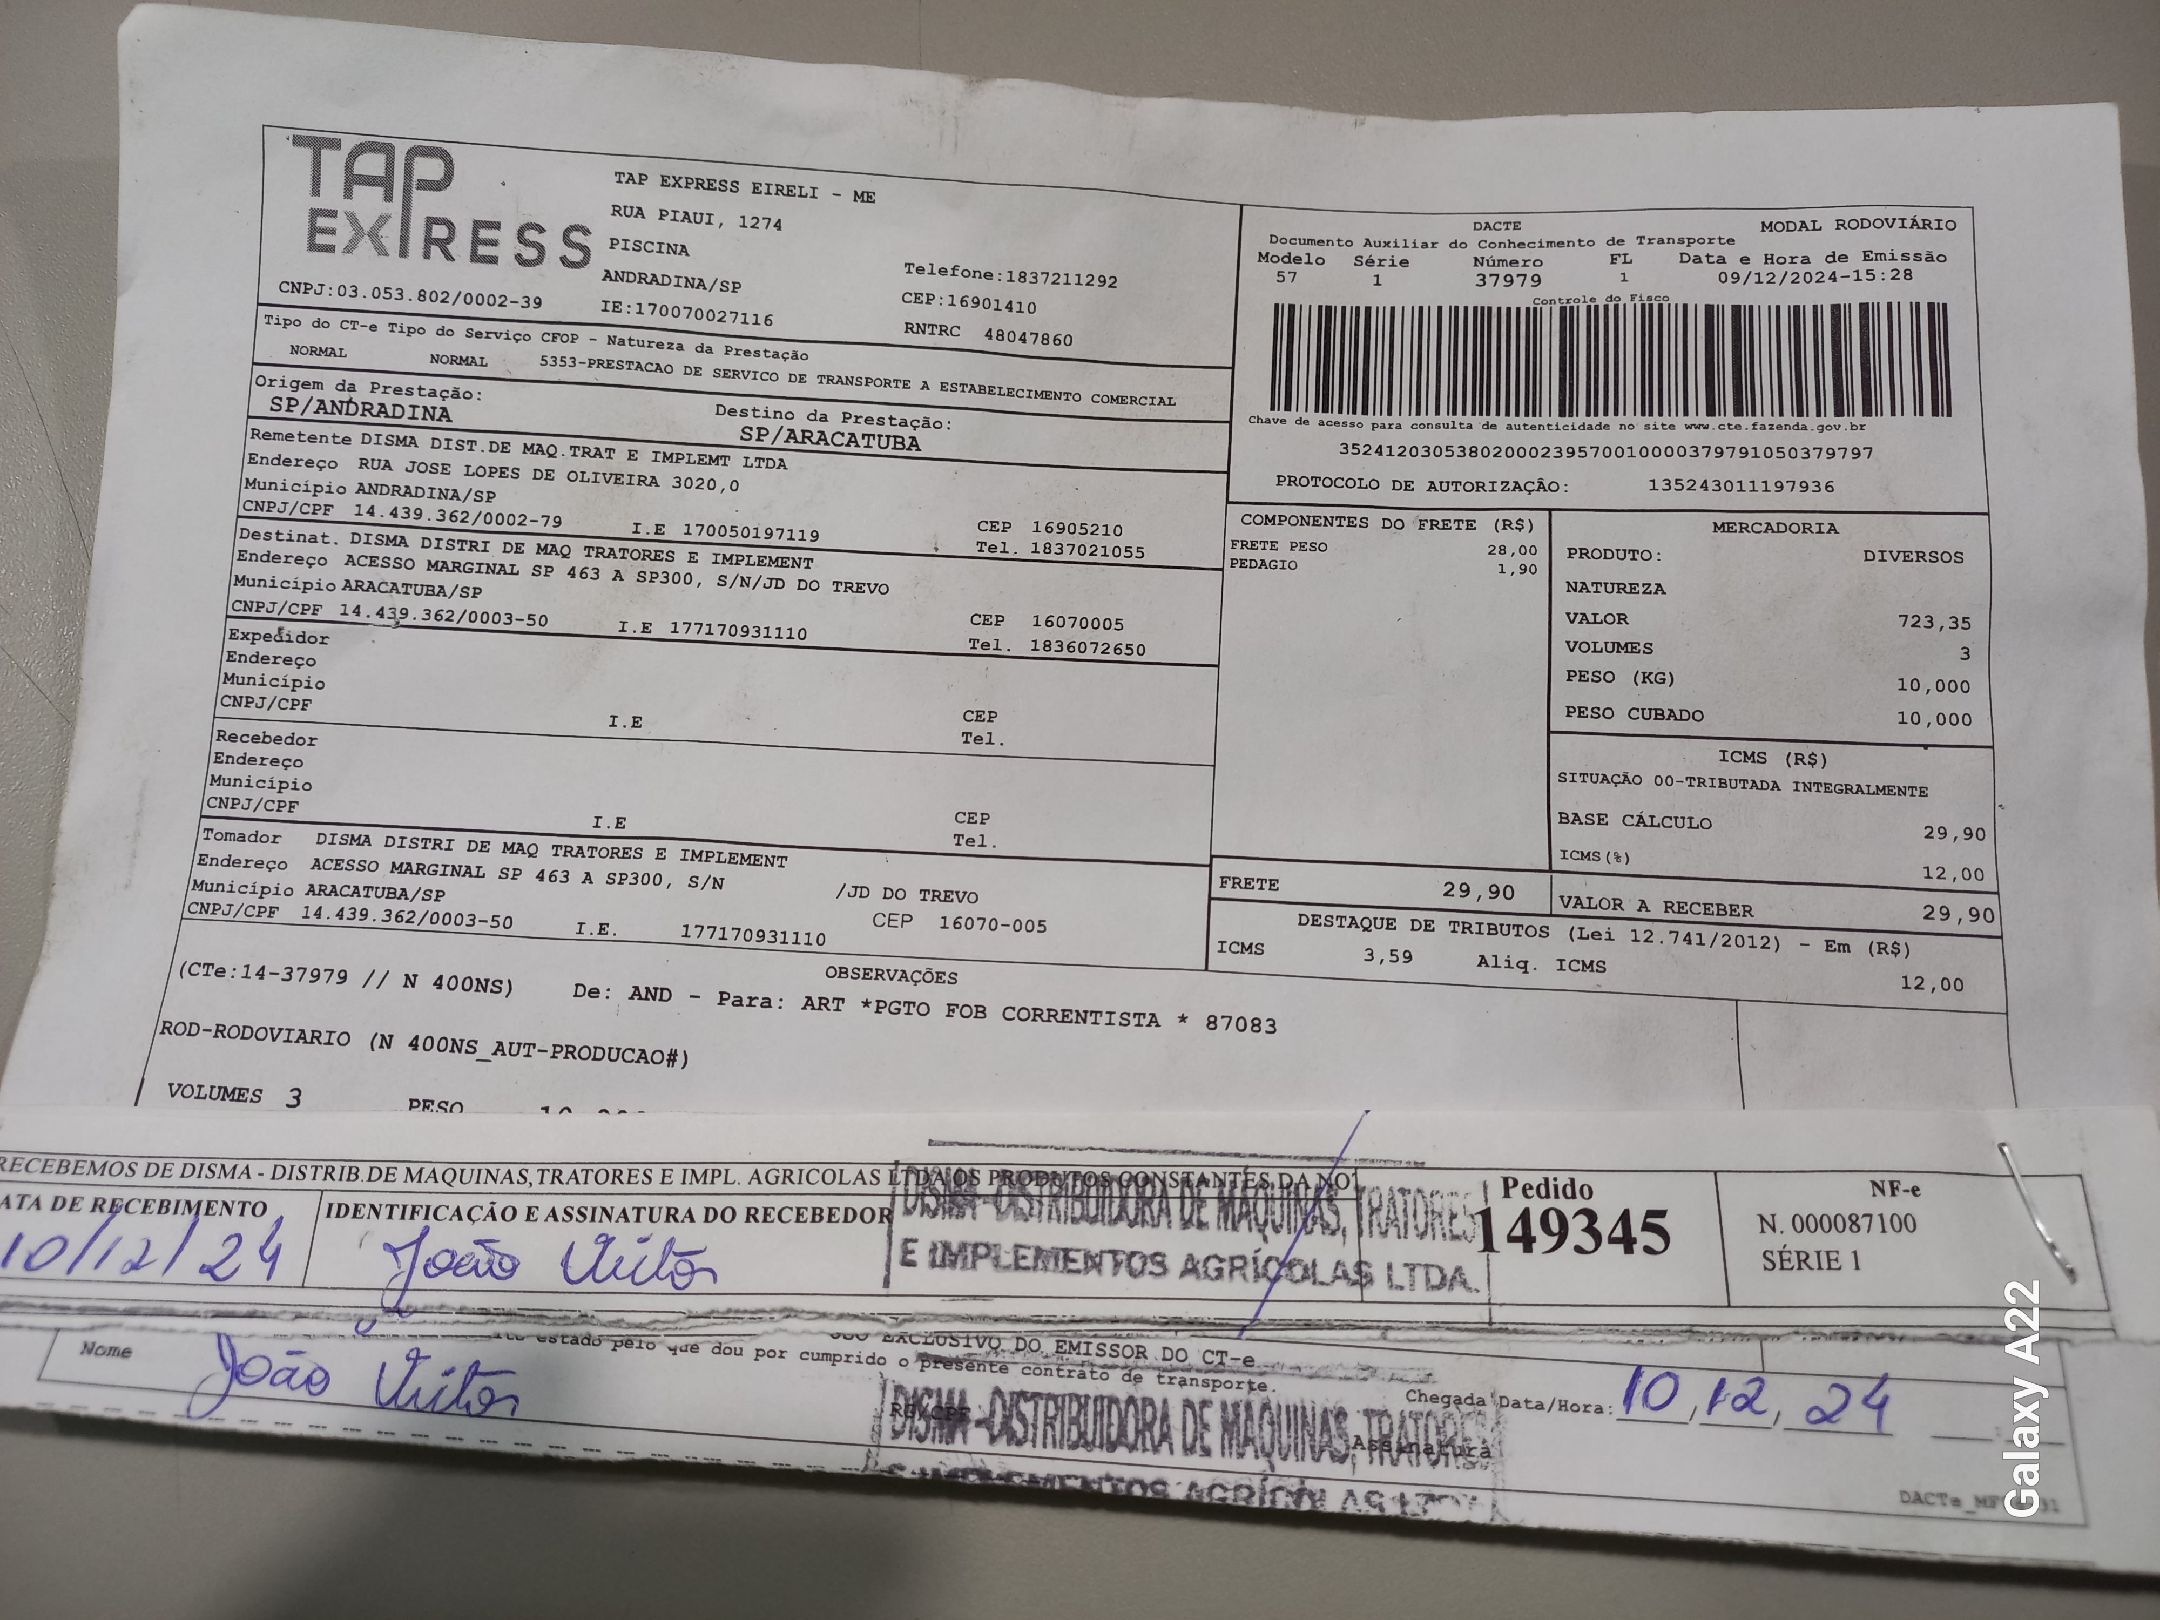 TAP
EXPRESS
TAP EXPRESS EIRELI - ME
RUA PIAUI, 1274
PISCINA
ANDRADINA/SP
Telefone:1837211292
CNPJ:03.053.802/0002-39
IE:170070027116
CEP:16901410
RNTRC 48047860
DACTE
MODAL RODOVIÁRIO
Documento Auxiliar do Conhecimento de Transporte
Modelo Série Número FL Data e Hora de Emissão
57 1 37979 1 09/12/2024-15:28
Controle do Fisco
Chave de acesso para consulta de autenticidade no site www.cte.fazenda.gov.br
35241203053802000239570010000379791050379797
PROTOCOLO DE AUTORIZAÇÂO: 135243011197936
Tipo do CT-e Tipo do Serviço CFOP - Natureza da Prestação
NORMAL NORMAL 5353-PRESTACAO DE SERVICO DE TRANSPORTE A ESTABELECIMENTO COMERCIAL
Origem da Prestação:
SP/ANDRADINA
Destino da Prestação:
SP/ARACATUBA
Remetente DISMA DIST.DE MAQ.TRAT E IMPLEMT LTDA
Endereço RUA JOSE LOPES DE OLIVEIRA 3020,0
Município ANDRADINA/SP
CEP 16905210
CNPJ/CPF 14.439.362/0002-79 I.E 170050197119 Tel. 1837021055
Destinat. DISMA DISTRI DE MAQ TRATORES E IMPLEMENT
Endereço ACESSO MARGINAL SP 463 A SP300, S/N/JD DO TREVO
Município ARACATUBA/SP
CEP 16070005
CNPJ/CPF 14.439.362/0003-50 I.E 177170931110 Tel. 1836072650
Expedidor
Endereço
Município
CEP
CNPJ/CPF I.E Tel.
Recebedor
Endereço
Município
CEP
CNPJ/CPF I.E Tel.
Tomador DISMA DISTRI DE MAQ TRATORES E IMPLEMENT
Endereço ACESSO MARGINAL SP 463 A SP300, S/N /JD DO TREVO
Município ARACATUBA/SP
CEP 16070-005
CNPJ/CPF 14.439.362/0003-50 I.E. 177170931110
COMPONENTES DO FRETE (R$)
FRETE PESO 28,00
PEDAGIO 1,90
MERCADORIA
PRODUTO: DIVERSOS
NATUREZA
VALOR 723,35
VOLUMES 3
PESO (KG) 10,000
PESO CUBADO 10,000
ICMS (R$)
SITUAÇÃO 00-TRIBUTADA INTEGRALMENTE
BASE CÁLCULO 29,90
ICMS(%) 12,00
FRETE 29,90
VALOR A RECEBER 29,90
DESTAQUE DE TRIBUTOS (Lei 12.741/2012) - Em (R$)
ICMS 3,59 Aliq. ICMS 12,00
OBSERVAÇÕES
(CTe:14-37979 // N 400NS) De: AND - Para: ART *PGTO FOB CORRENTISTA * 87083
ROD-RODOVIARIO (N 400NS_AUT-PRODUCAO#)
VOLUMES 3 PESO
RECEBEMOS DE DISMA - DISTRIB.DE MAQUINAS,TRATORES E IMPL. AGRICOLAS LTDA OS PRODUTOS CONSTANTES DA
ATA DE RECEBIMENTO
10/12/24
IDENTIFICAÇÃO E ASSINATURA DO RECEBEDOR
João Vitor
DISMA -DISTRIBUIDORA DE MAQUINAS, TRATORES
E IMPLEMENTOS AGRÍCOLAS LTDA.
Pedido
149345
NF-e
N. 000087100
SÉRIE 1
USO EXCLUSIVO DO EMISSOR DO CT-e
estado pelo que dou por cumprido o presente contrato de transporte.
Nome João Vitor
RG/CPF
DISMA -DISTRIBUIDORA DE MAQUINAS, TRATORES
E IMPLEMENTOS AGRÍCOLAS LTDA
Assinatura
Chegada Data/Hora: 10, 12, 24
Galaxy A22